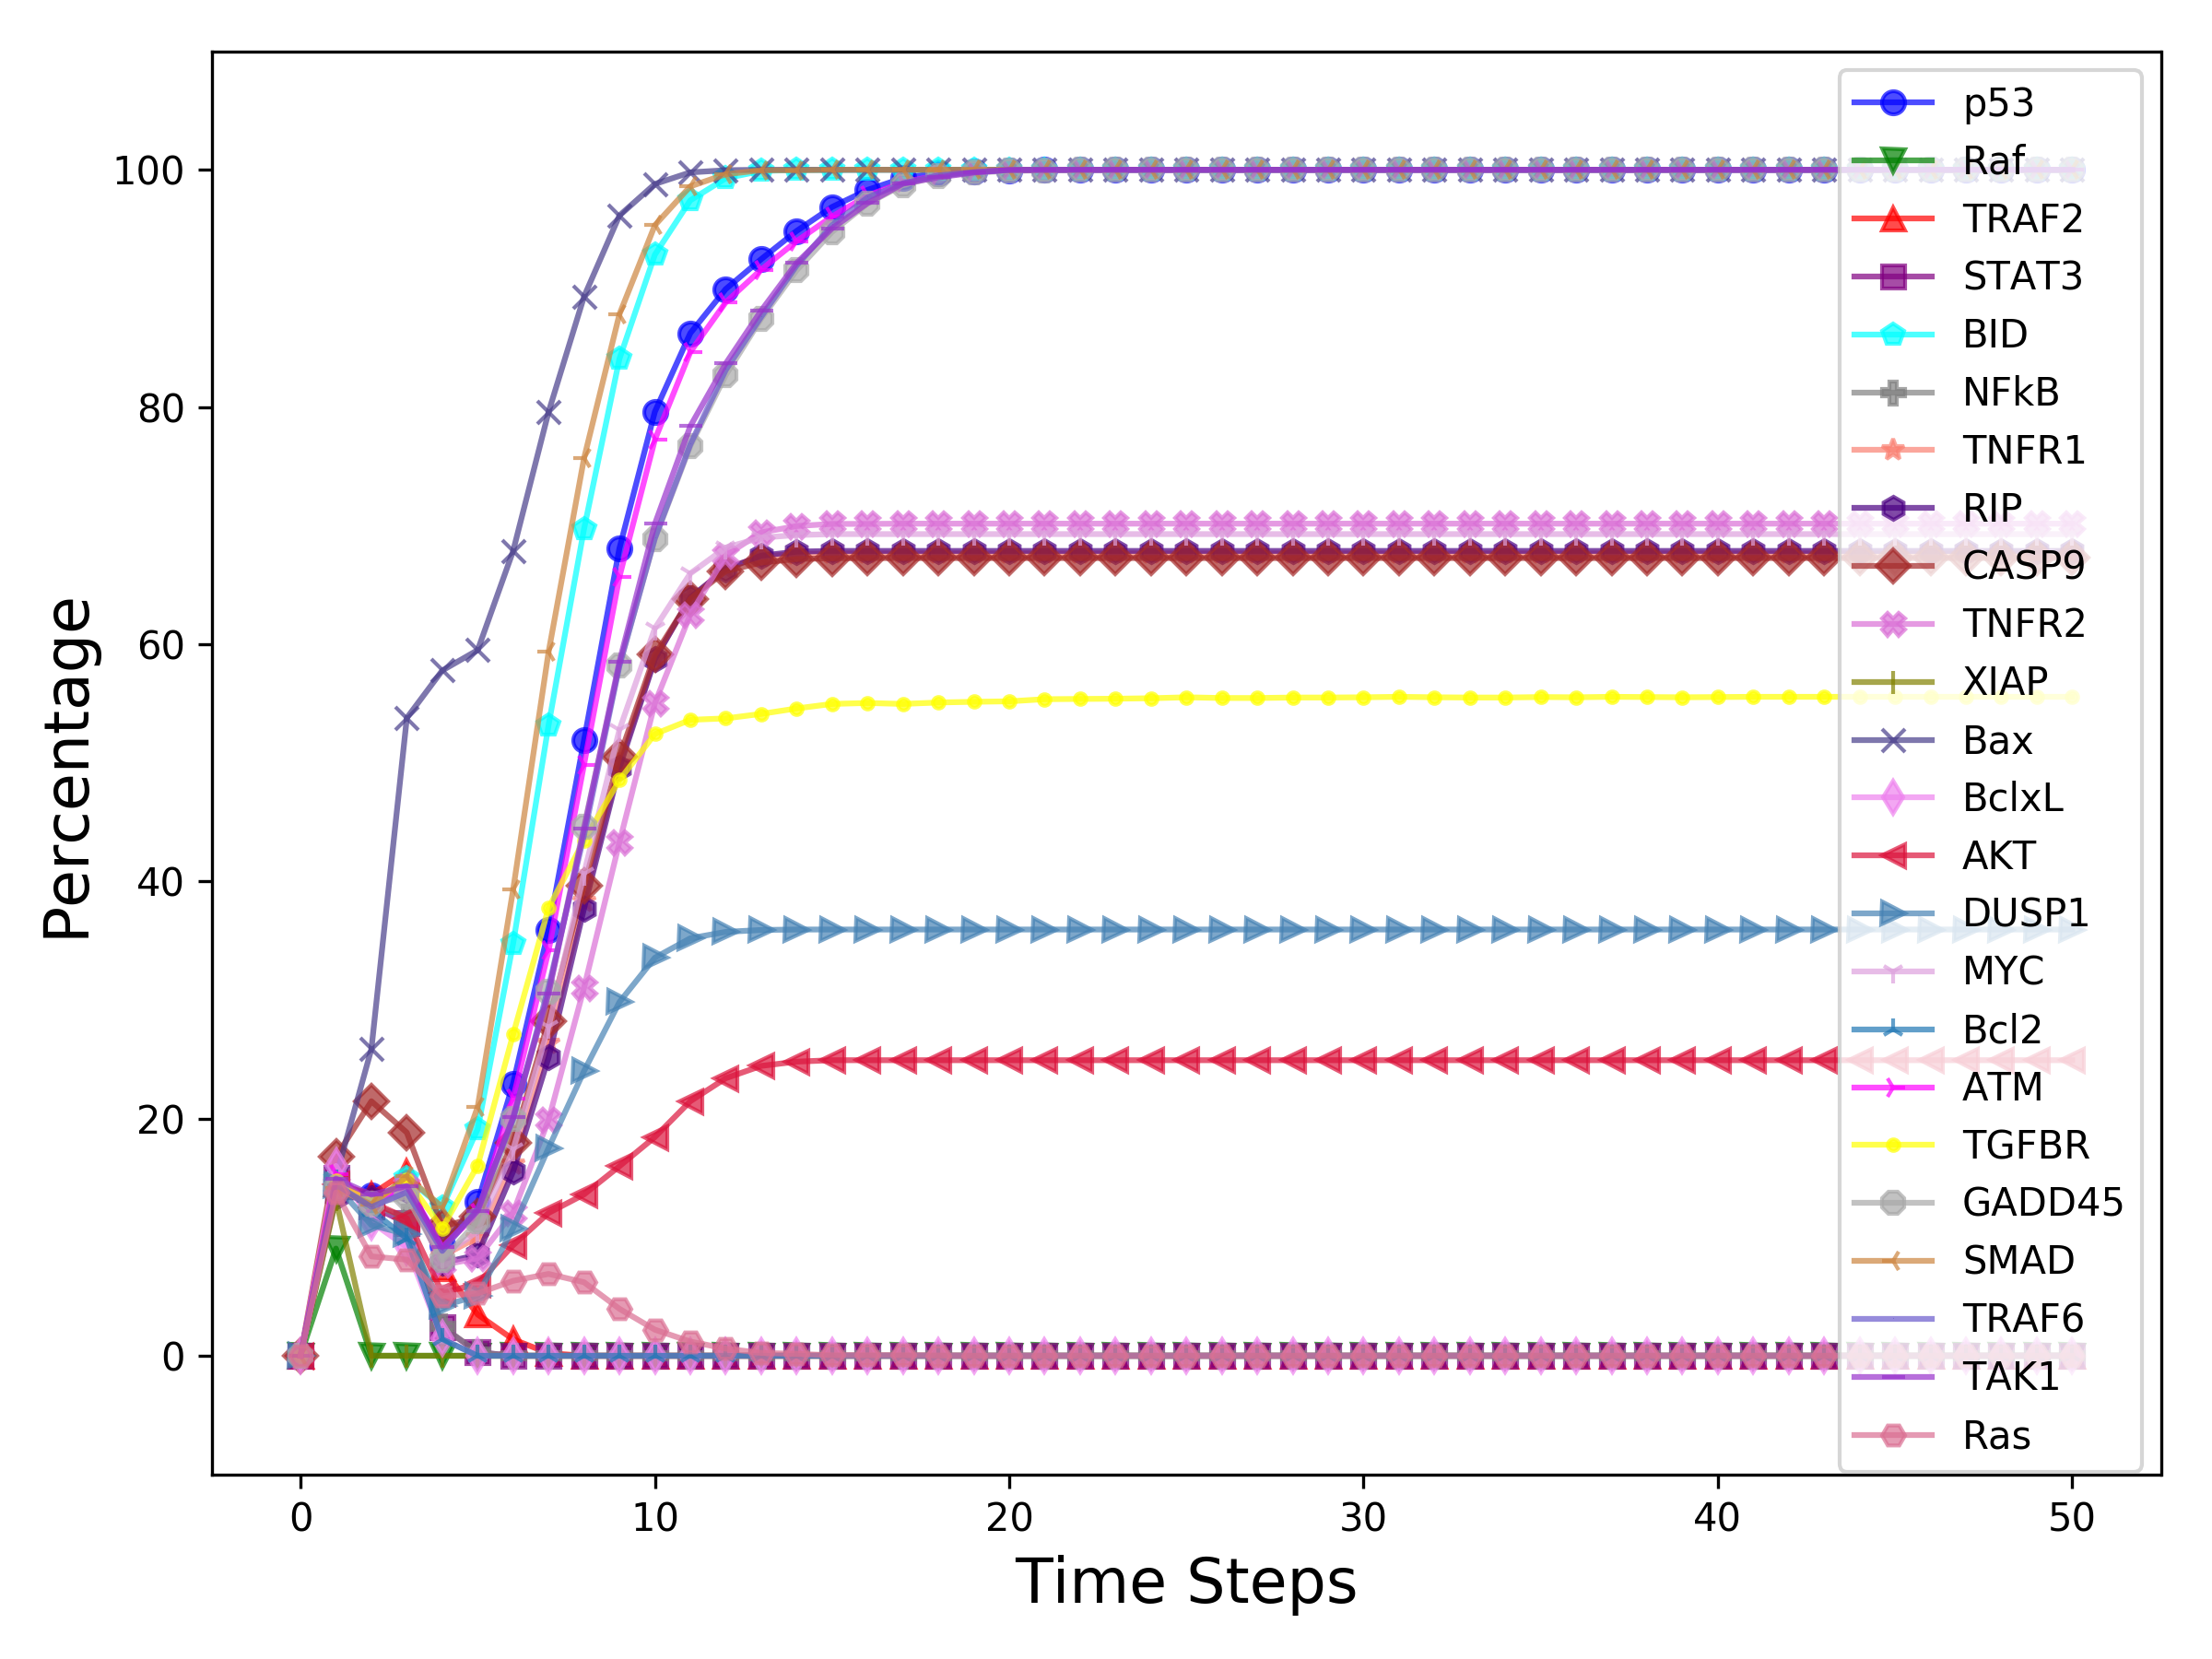 Percentage
100
80
60
40
20
0
0 10 20 30 40 50
Time Steps
p53
Raf
TRAF2
STAT3
BID
NFkB
TNFR1
RIP
CASP9
TNFR2
XIAP
Bax
BclxL
AKT
DUSP1
MYC
Bcl2
ATM
TGFBR
GADD45
SMAD
TRAF6
TAK1
Ras